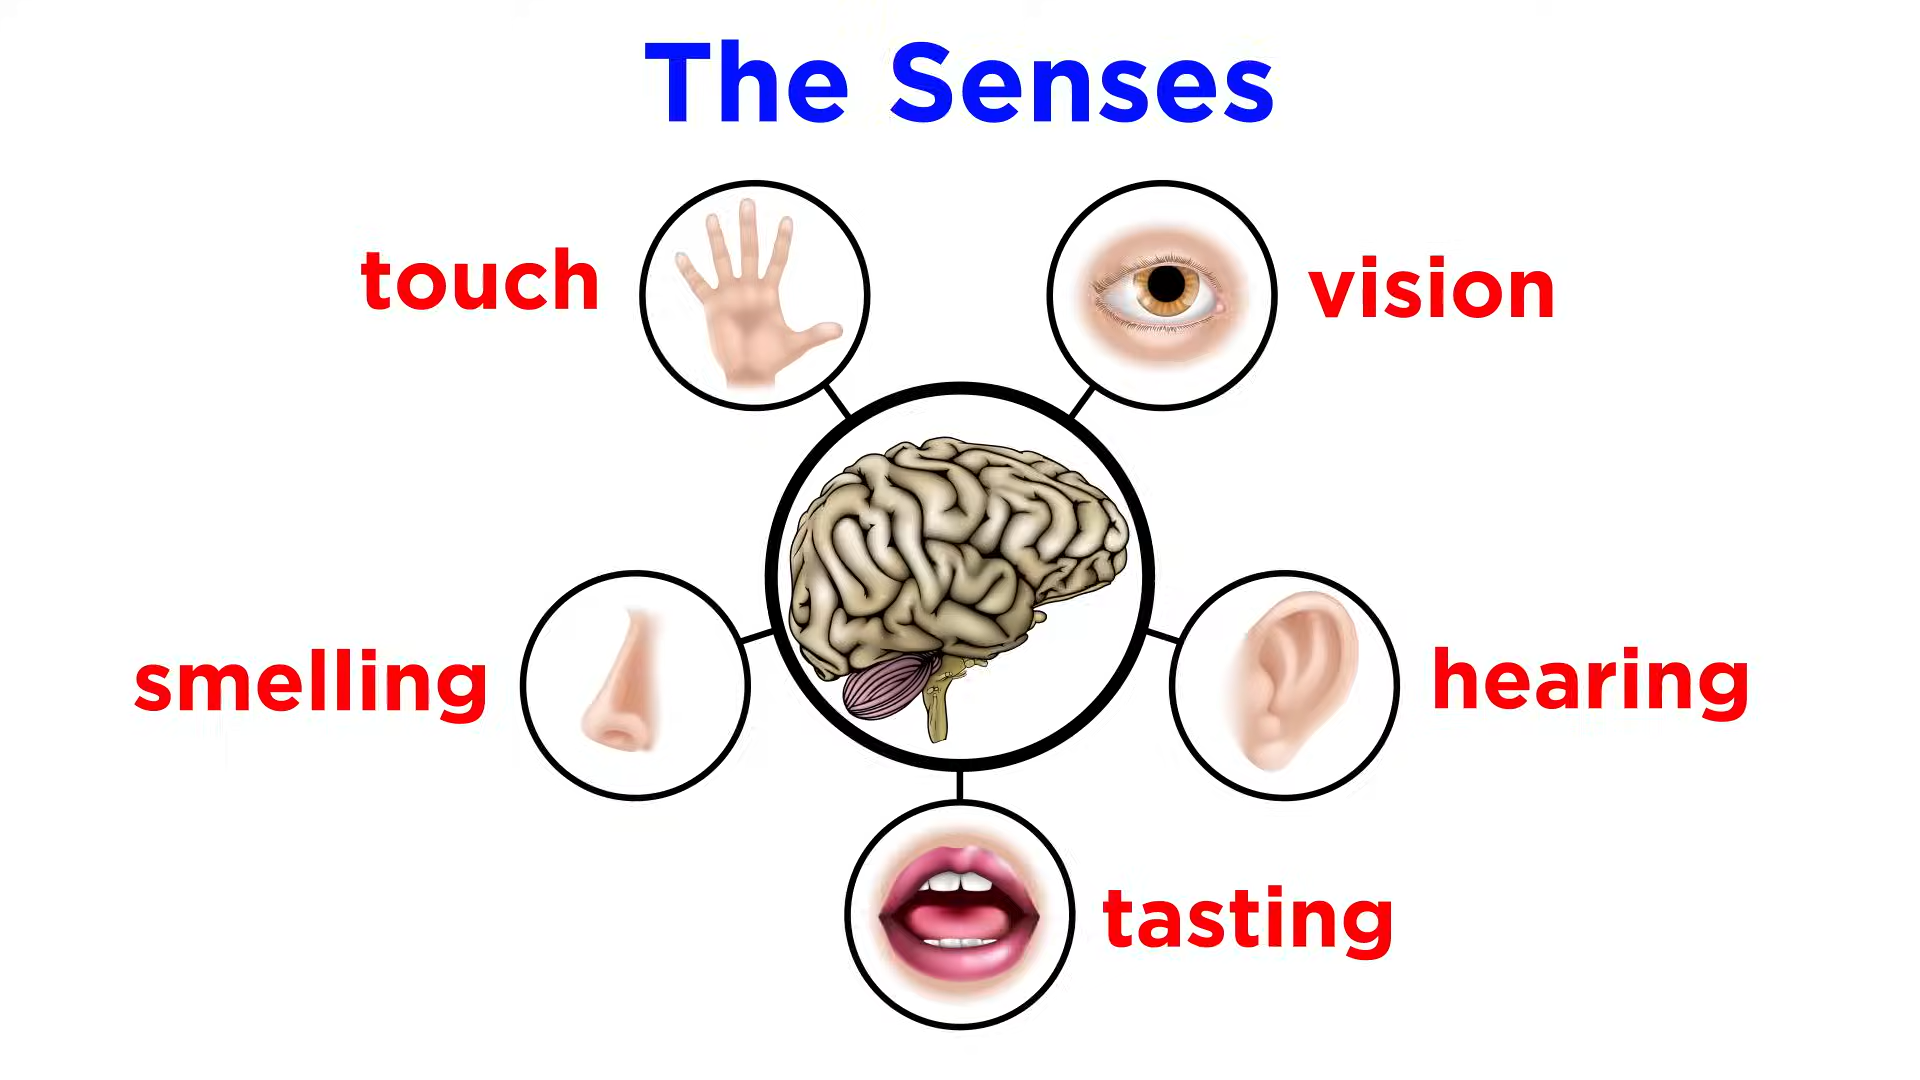 The Senses
touch
vision
smelling
hearing
tasting